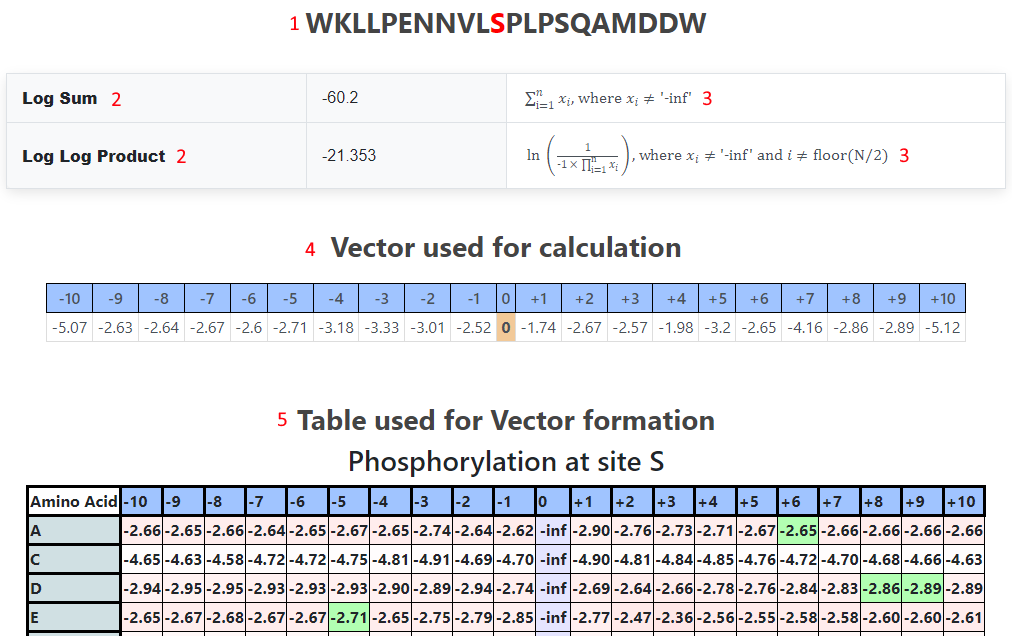 1 WKLLPENNVLSPLPSQAMDDW
Log Sum 2 -60.2 ∑ⁿᵢ₌₁ xᵢ, where xᵢ ≠ '-inf' 3
Log Log Product 2 -21.353 ln (1 / (-1 × ∏ⁿᵢ₌₁ xᵢ)), where xᵢ ≠ '-inf' and i ≠ floor(N/2) 3
4 Vector used for calculation
-10 -9 -8 -7 -6 -5 -4 -3 -2 -1 0 +1 +2 +3 +4 +5 +6 +7 +8 +9 +10
-5.07 -2.63 -2.64 -2.67 -2.6 -2.71 -3.18 -3.33 -3.01 -2.52 0 -1.74 -2.67 -2.57 -1.98 -3.2 -2.65 -4.16 -2.86 -2.89 -5.12
5 Table used for Vector formation
Phosphorylation at site S
Amino Acid -10 -9 -8 -7 -6 -5 -4 -3 -2 -1 0 +1 +2 +3 +4 +5 +6 +7 +8 +9 +10
A -2.66 -2.65 -2.66 -2.64 -2.65 -2.67 -2.65 -2.74 -2.64 -2.62 -inf -2.90 -2.76 -2.73 -2.71 -2.67 -2.65 -2.66 -2.66 -2.66 -2.66
C -4.65 -4.63 -4.58 -4.72 -4.72 -4.75 -4.81 -4.91 -4.69 -4.70 -inf -4.90 -4.81 -4.84 -4.85 -4.76 -4.72 -4.70 -4.68 -4.66 -4.63
D -2.94 -2.95 -2.95 -2.93 -2.93 -2.93 -2.90 -2.89 -2.94 -2.74 -inf -2.69 -2.64 -2.66 -2.78 -2.76 -2.84 -2.83 -2.86 -2.89 -2.89
E -2.65 -2.67 -2.68 -2.67 -2.67 -2.71 -2.65 -2.75 -2.79 -2.85 -inf -2.77 -2.47 -2.36 -2.56 -2.55 -2.58 -2.58 -2.60 -2.60 -2.61